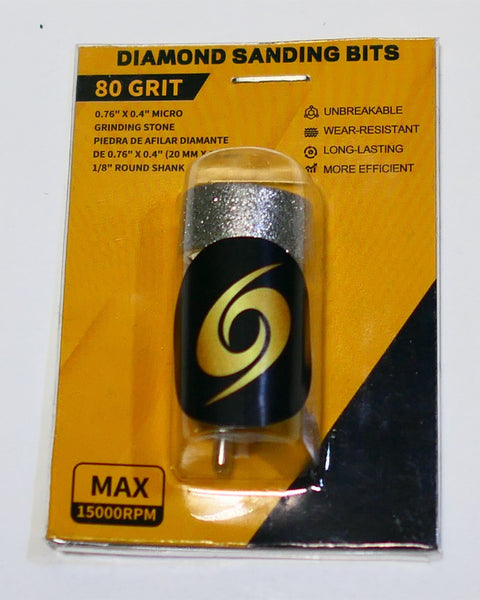 DIAMOND SANDING BITS
80 GRIT
0.76" X 0.4" MICRO
GRINDING STONE
PIEDRA DE AFILAR DIAMANTE
DE 0.76" X 0.4" (20 MM X
1/8" ROUND SHANK
UNBREAKABLE
WEAR-RESISTANT
LONG-LASTING
MORE EFFICIENT
MAX
15000RPM